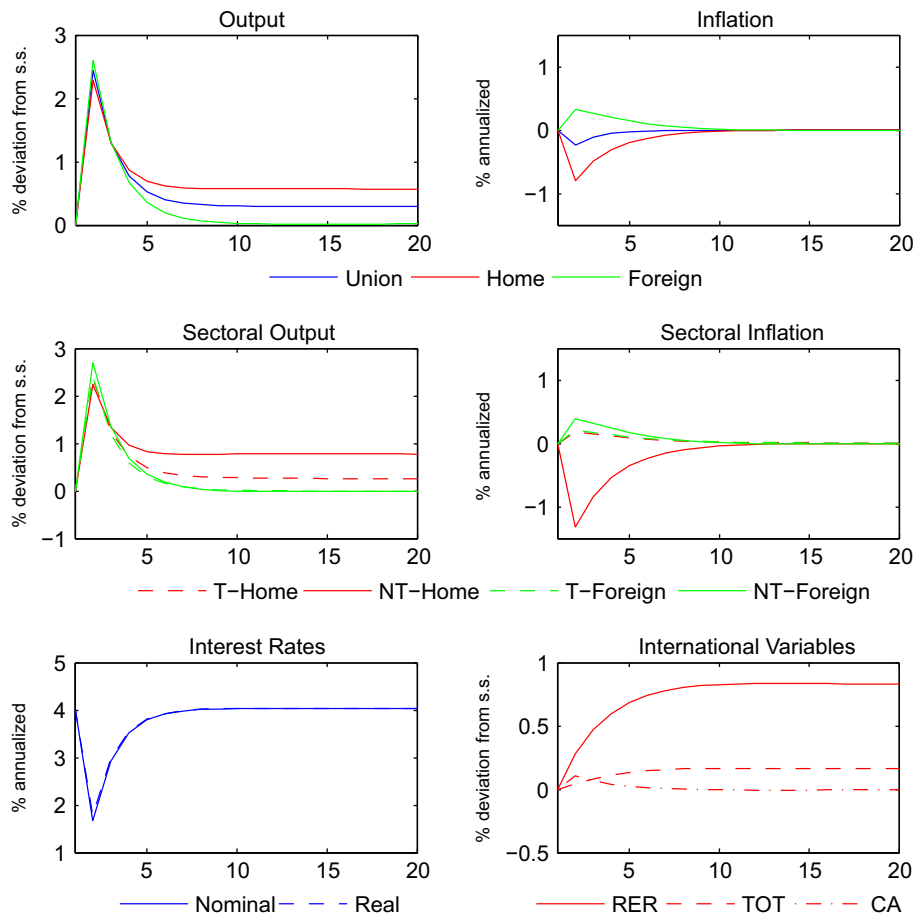 Output
Inflation
% deviation from s.s.
3
2
1
0
5
10
15
20
% annualized
1
0
−1
5
10
15
20
Union
Home
Foreign
Sectoral Output
Sectoral Inflation
% deviation from s.s.
3
2
1
0
−1
5
10
15
20
% annualized
1
0
−1
5
10
15
20
T−Home
NT−Home
T−Foreign
NT−Foreign
Interest Rates
International Variables
% annualized
5
4
3
2
1
5
10
15
20
% deviation from s.s.
1
0.5
0
−0.5
5
10
15
20
Nominal
Real
RER
TOT
CA